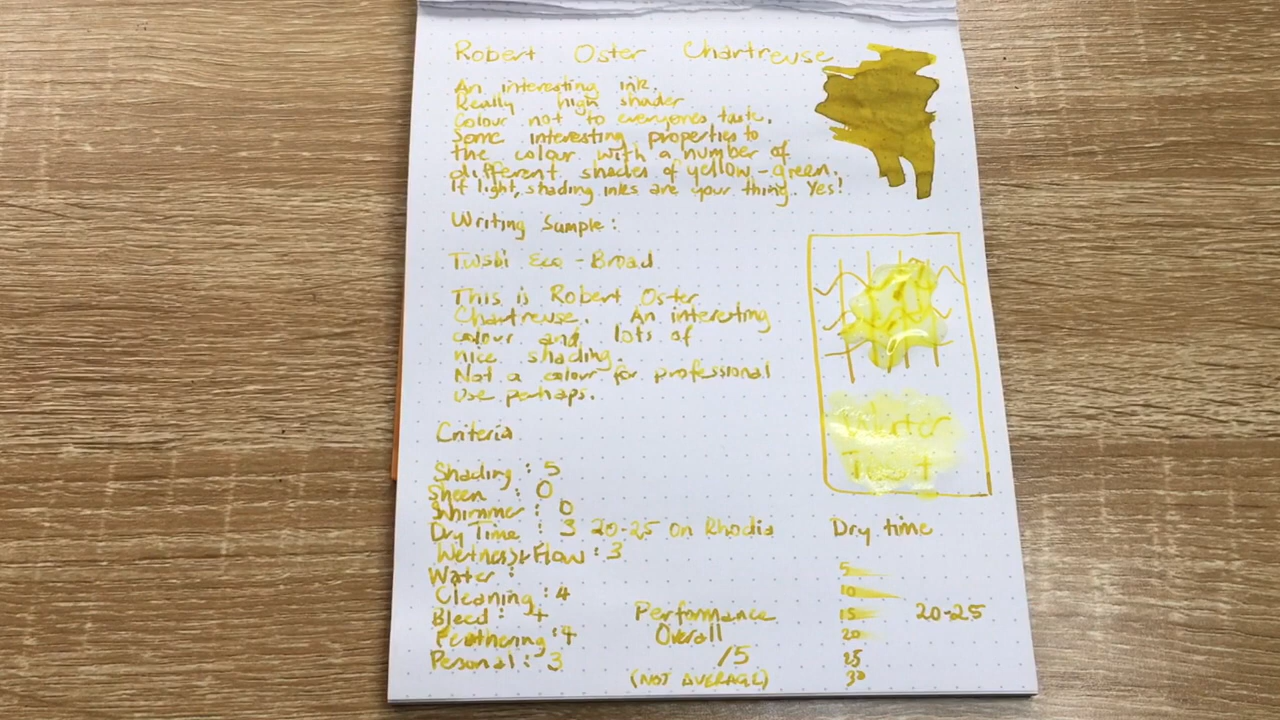 Robert Oster Chartreuse
An interesting ink.
Really high shader
Colour not to everyones taste.
Some interesting properties to
the colour with a number of
different shades of yellow-green.
If light, shading inks are your thing. Yes!
Writing Sample:
Twsbi Eco - Broad
This is Robert Oster
Chartreuse. An interesting
colour and lots of
nice shading.
Not a colour for professional
use perhaps.
Criteria
Shading : 5
Sheen : 0
Shimmer : 0
Dry Time : 3 20-25 on Rhodia
Wetness+Flow : 3
Water :
Cleaning : 4
Bleed :
Feathering : 4
Personal : 3
Performance
Overall
/5
(NOT AVERAGE)
Water
Test
Dry time
5
10
15 20-25
20
25
30